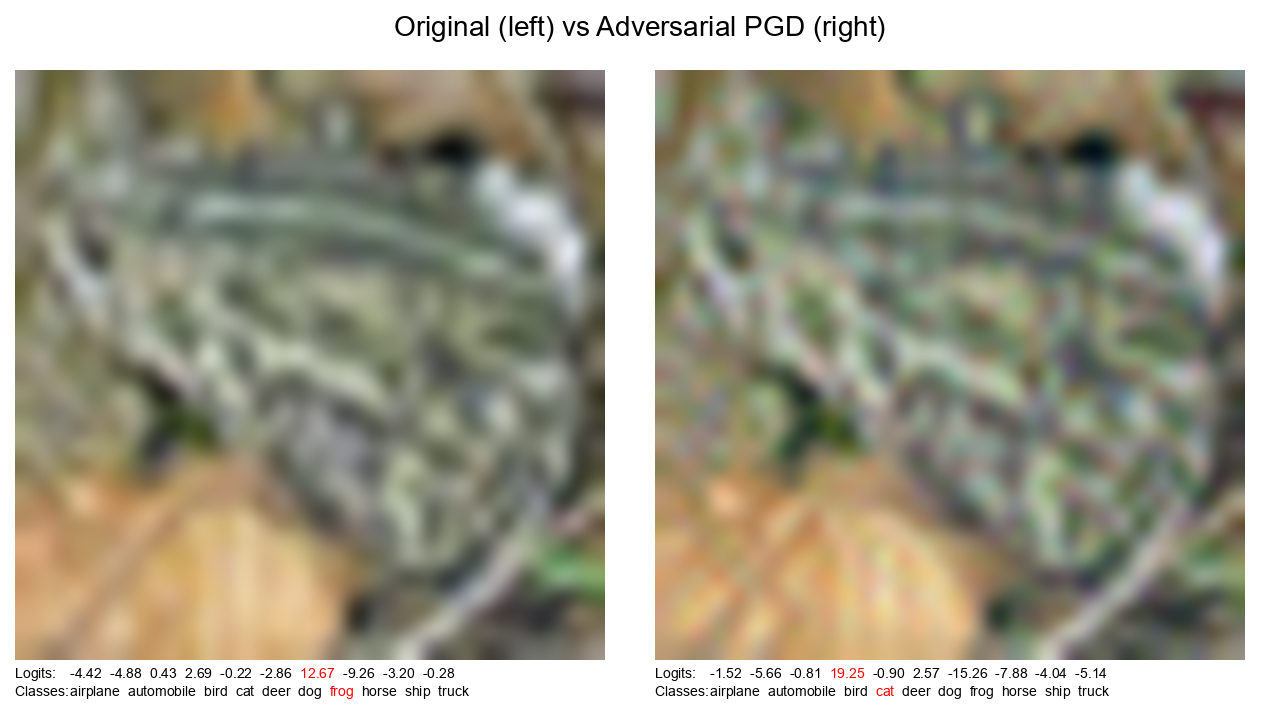 Original (left) vs Adversarial PGD (right)
Logits: -4.42 -4.88 0.43 2.69 -0.22 -2.86 12.67 -9.26 -3.20 -0.28
Classes:airplane automobile bird cat deer dog frog horse ship truck
Logits: -1.52 -5.66 -0.81 19.25 -0.90 2.57 -15.26 -7.88 -4.04 -5.14
Classes:airplane automobile bird cat deer dog frog horse ship truck